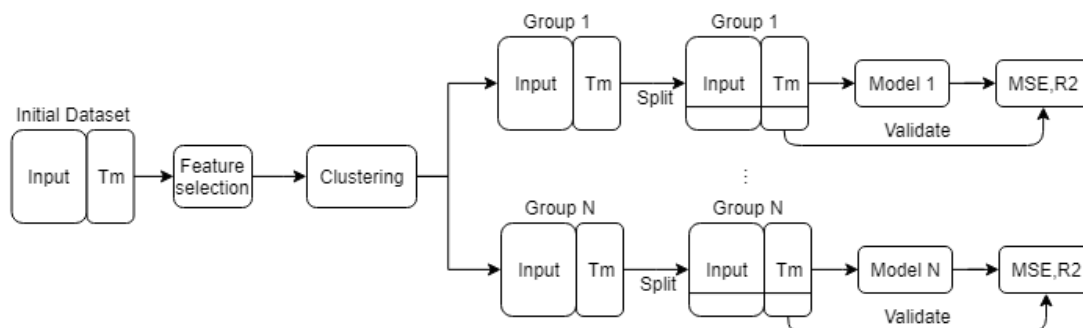 Initial Dataset
Input
Tm
Feature
selection
Clustering
Group 1
Input
Tm
Split
Group 1
Input
Tm
Model 1
MSE,R2
Validate
Group N
Input
Tm
Split
Group N
Input
Tm
Model N
MSE,R2
Validate